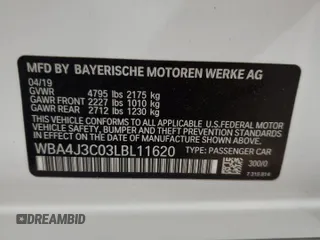 MFD BY BAYERISCHE MOTOREN WERKE AG
04/19
GVWR 4795 lbs 2175 kg
GAWR FRONT 2227 lbs 1010 kg
GAWR REAR 2712 lbs 1230 kg
THIS VEHICLE CONFORMS TO ALL APPLICABLE U.S. FEDERAL
MOTOR VEHICLE SAFETY, BUMPER, AND THEFT
PREVENTION STANDARDS IN EFFECT ON THE
DATE OF MANUFACTURE SHOWN ABOVE.
WBA4J3C03LBL11620
TYPE: PASSENGER CAR
300/0
DREAMBID